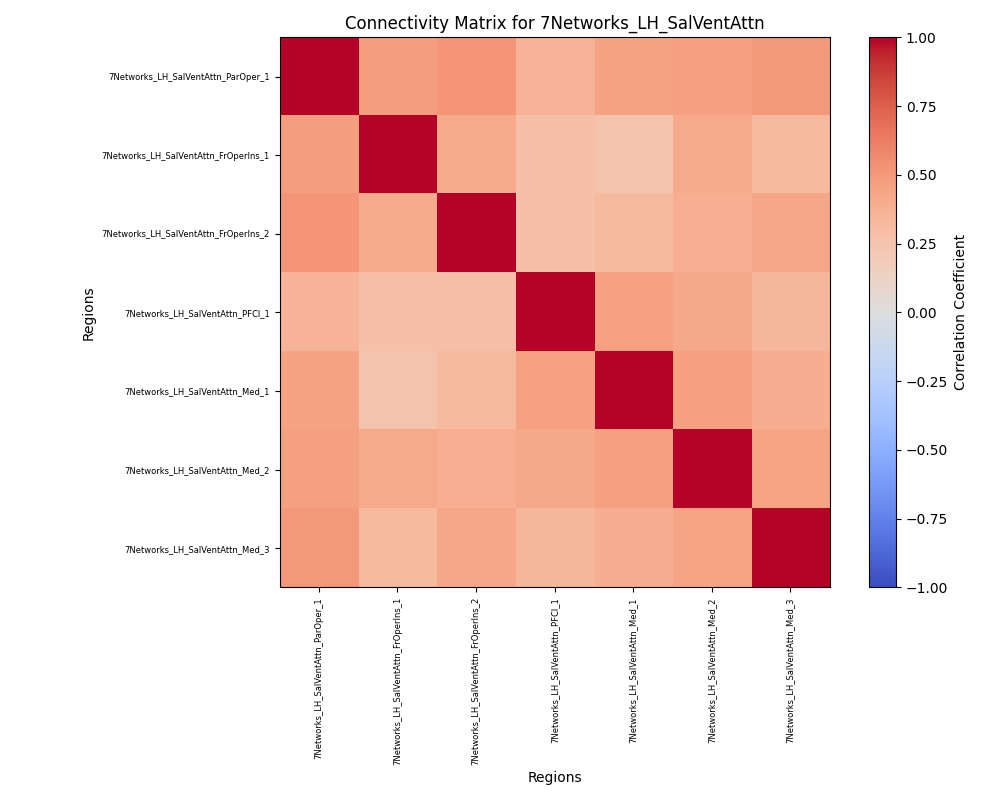 Connectivity Matrix for 7Networks_LH_SalVentAttn
7Networks_LH_SalVentAttn_ParOper_1
7Networks_LH_SalVentAttn_FrOperIns_1
7Networks_LH_SalVentAttn_FrOperIns_2
7Networks_LH_SalVentAttn_PFCl_1
7Networks_LH_SalVentAttn_Med_1
7Networks_LH_SalVentAttn_Med_2
7Networks_LH_SalVentAttn_Med_3
Regions
7Networks_LH_SalVentAttn_ParOper_1
7Networks_LH_SalVentAttn_FrOperIns_1
7Networks_LH_SalVentAttn_FrOperIns_2
7Networks_LH_SalVentAttn_PFCl_1
7Networks_LH_SalVentAttn_Med_1
7Networks_LH_SalVentAttn_Med_2
7Networks_LH_SalVentAttn_Med_3
Regions
1.00
0.75
0.50
0.25
0.00
−0.25
−0.50
−0.75
−1.00
Correlation Coefficient